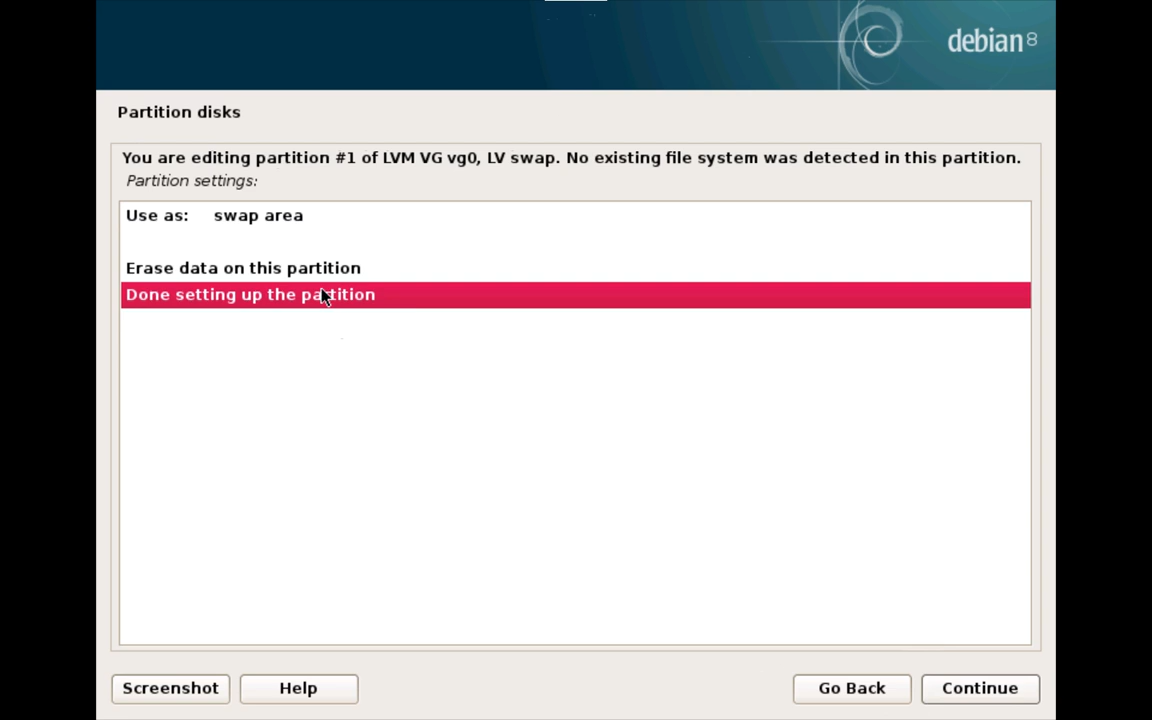 debian 8
Partition disks
You are editing partition #1 of LVM VG vg0, LV swap. No existing file system was detected in this partition.
Partition settings:
Use as: swap area
Erase data on this partition
Done setting up the partition
Screenshot Help Go Back Continue